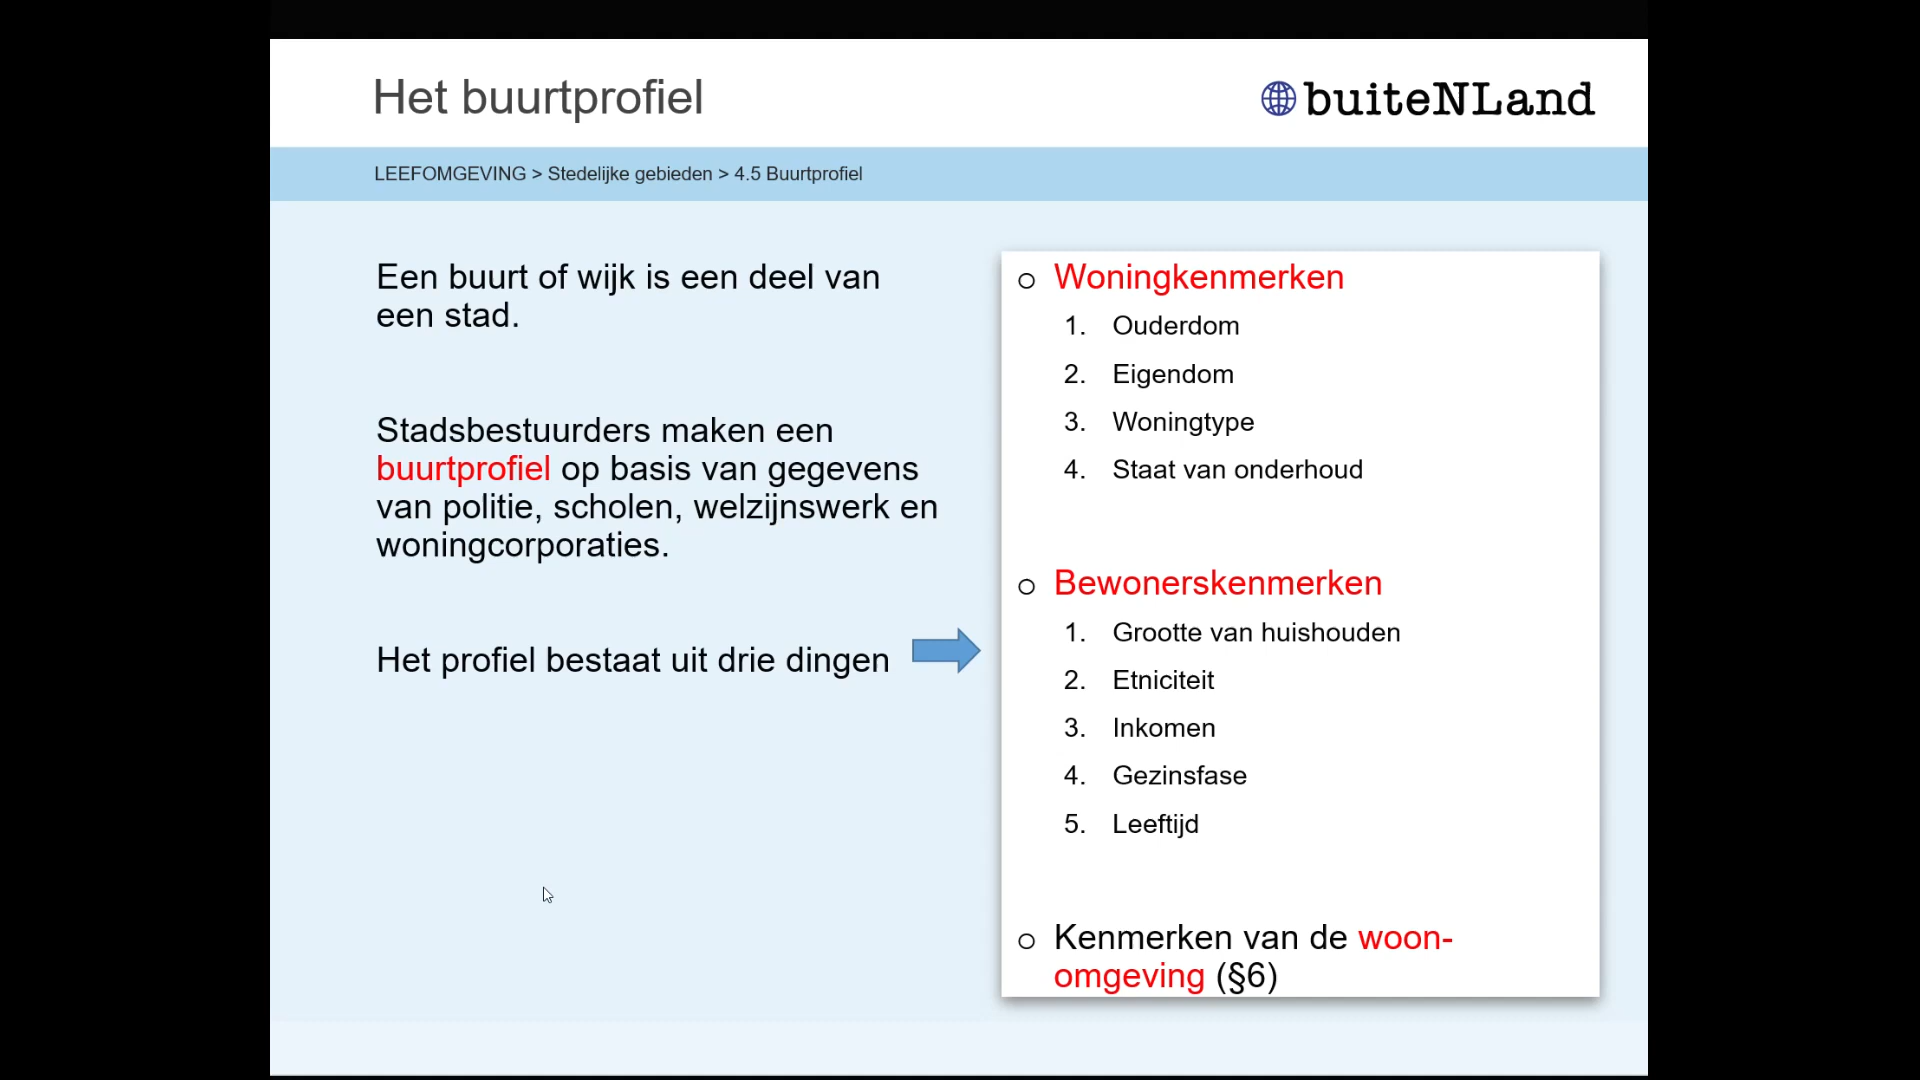 Het buurtprofiel
buiteNLand
LEEFOMGEVING > Stedelijke gebieden > 4.5 Buurtprofiel
Een buurt of wijk is een deel van
een stad.
Stadsbestuurders maken een
buurtprofiel op basis van gegevens
van politie, scholen, welzijnswerk en
woningcorporaties.
Het profiel bestaat uit drie dingen
o Woningkenmerken
1. Ouderdom
2. Eigendom
3. Woningtype
4. Staat van onderhoud
o Bewonerskenmerken
1. Grootte van huishouden
2. Etniciteit
3. Inkomen
4. Gezinsfase
5. Leeftijd
o Kenmerken van de woon-
omgeving (§6)